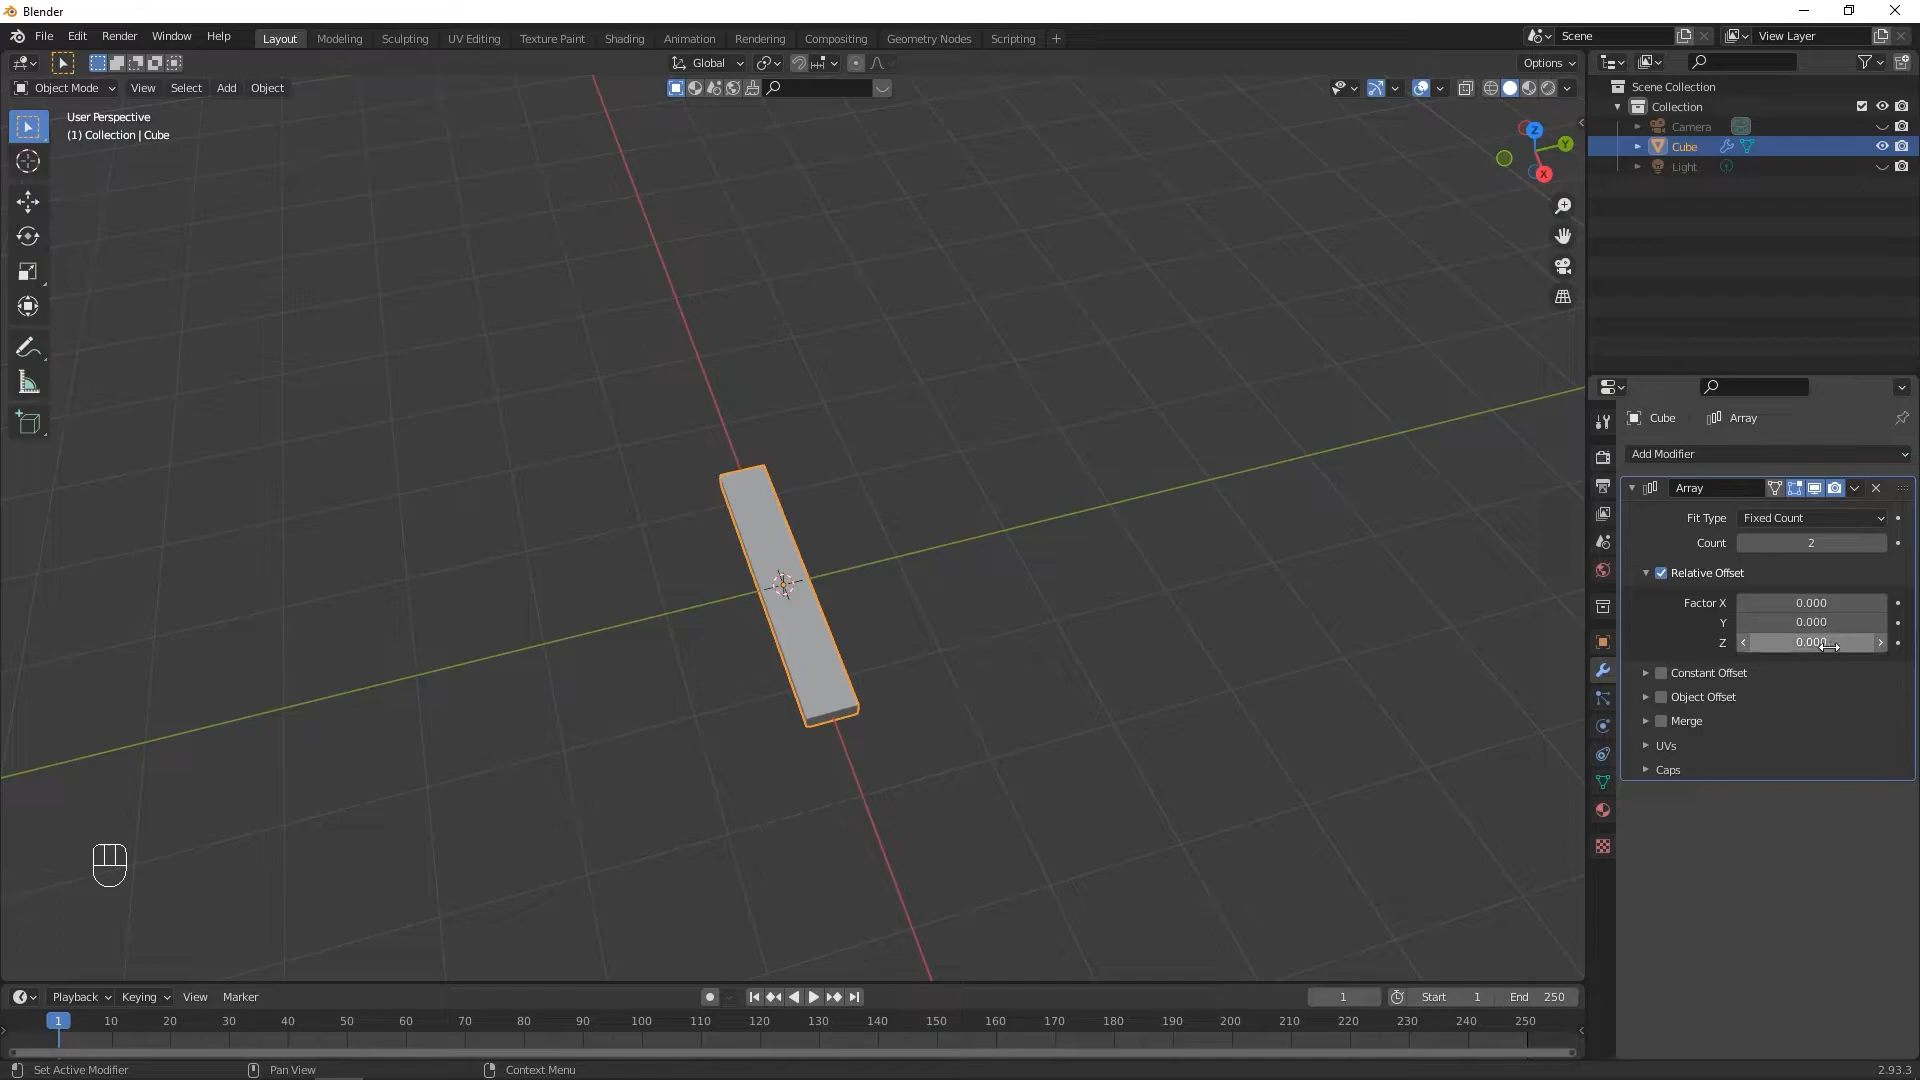 Blender
File Edit Render Window Help
Layout Modeling Sculpting UV Editing Texture Paint Shading Animation Rendering Compositing Geometry Nodes Scripting +
Scene
View Layer
Global
Options
Object Mode View Select Add Object
User Perspective
(1) Collection | Cube
Z
Y
X
Scene Collection
Collection
Camera
Cube
Light
Cube Array
Add Modifier
Array
Fit Type Fixed Count
Count 2
Relative Offset
Factor X 0.000
Y 0.000
Z 0.000
Constant Offset
Object Offset
Merge
UVs
Caps
Playback Keying View Marker
1 Start 1 End 250
1 10 20 30 40 50 60 70 80 90 100 110 120 130 140 150 160 170 180 190 200 210 220 230 240 250
Set Active Modifier Pan View Context Menu 2.93.3